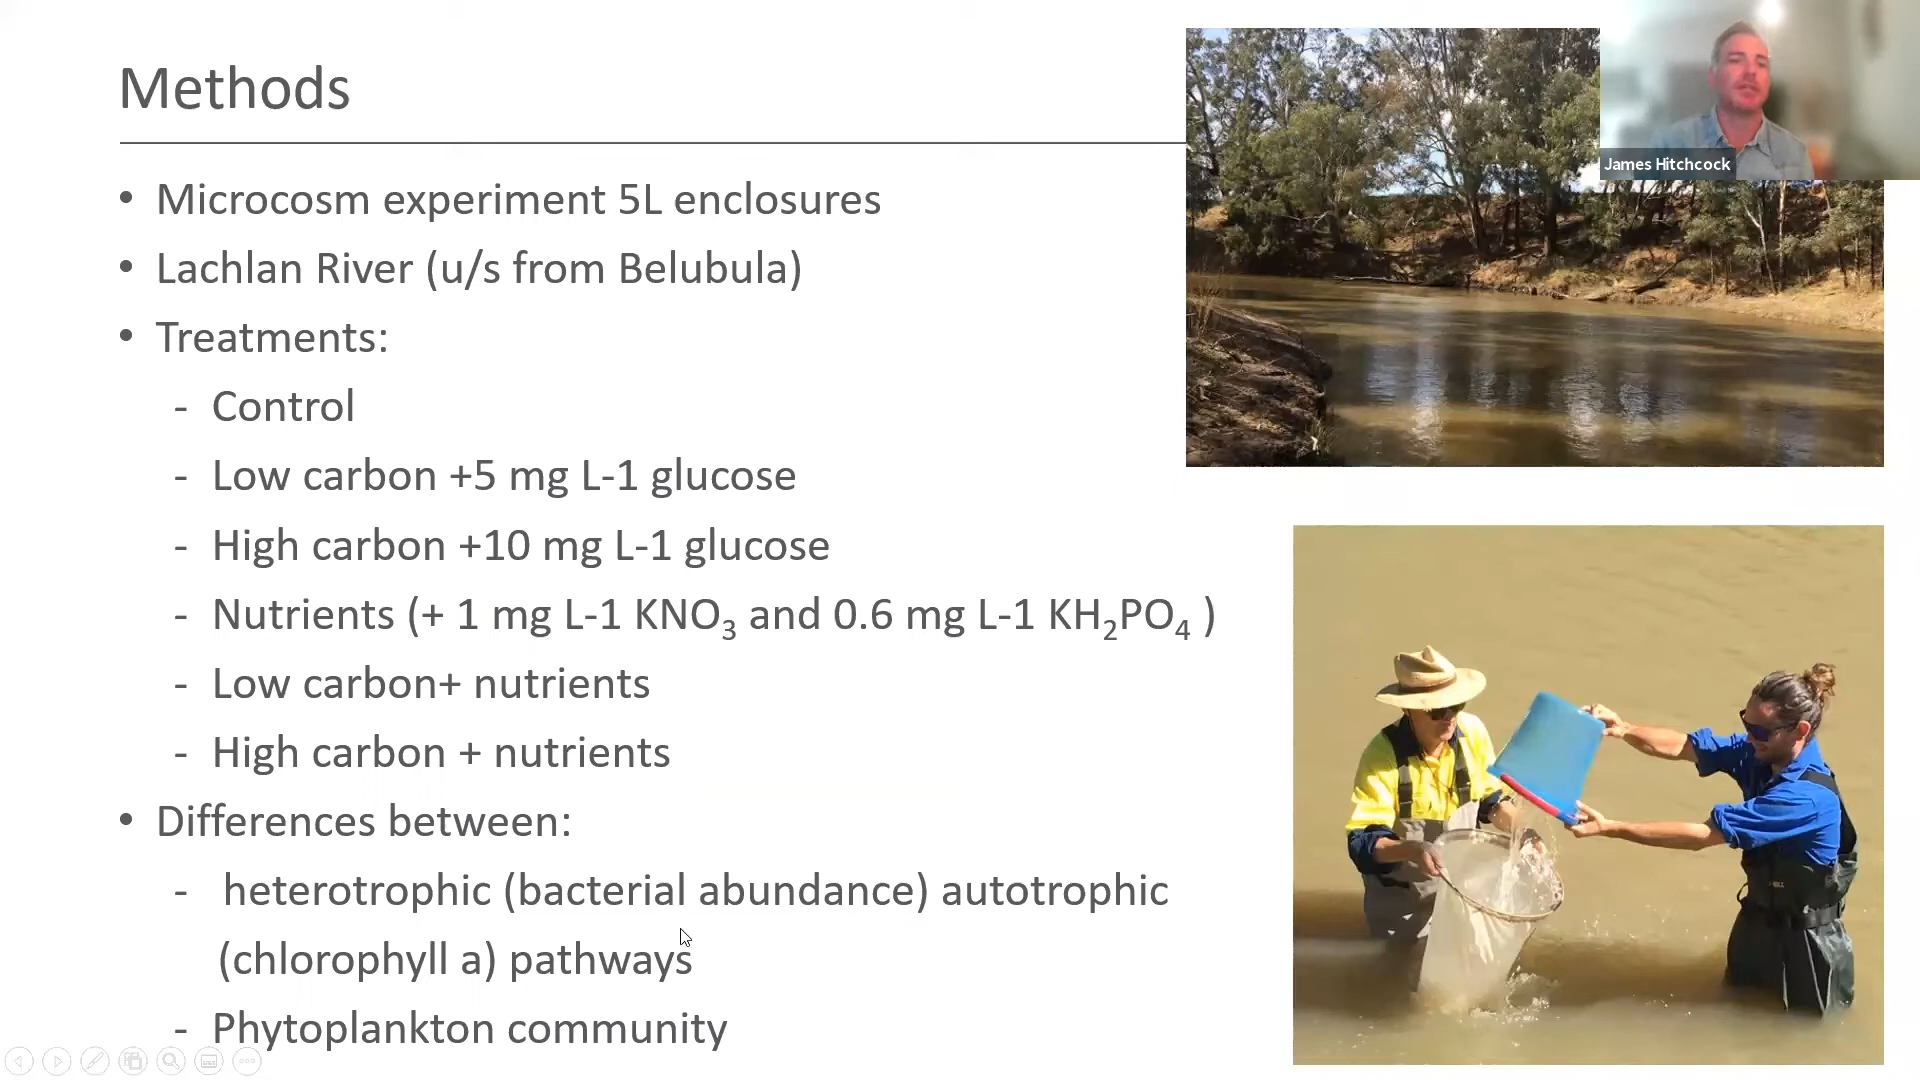 Methods
• Microcosm experiment 5L enclosures
• Lachlan River (u/s from Belubula)
• Treatments:
- Control
- Low carbon +5 mg L-1 glucose
- High carbon +10 mg L-1 glucose
- Nutrients (+ 1 mg L-1 KNO₃ and 0.6 mg L-1 KH₂PO₄ )
- Low carbon+ nutrients
- High carbon + nutrients
• Differences between:
- heterotrophic (bacterial abundance) autotrophic
(chlorophyll a) pathways
- Phytoplankton community
James Hitchcock